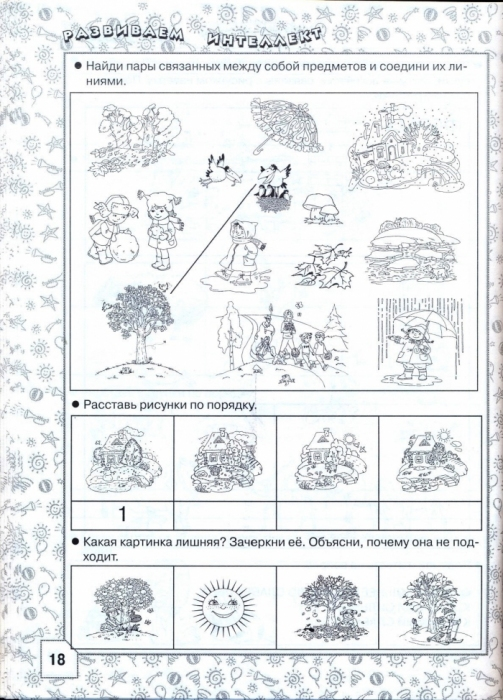 РАЗВИВАЕМ ИНТЕЛЛЕКТ
● Найди пары связанных между собой предметов и соедини их ли-
ниями.
● Расставь рисунки по порядку.
1
● Какая картинка лишняя? Зачеркни её. Объясни, почему она не под-
ходит.
18